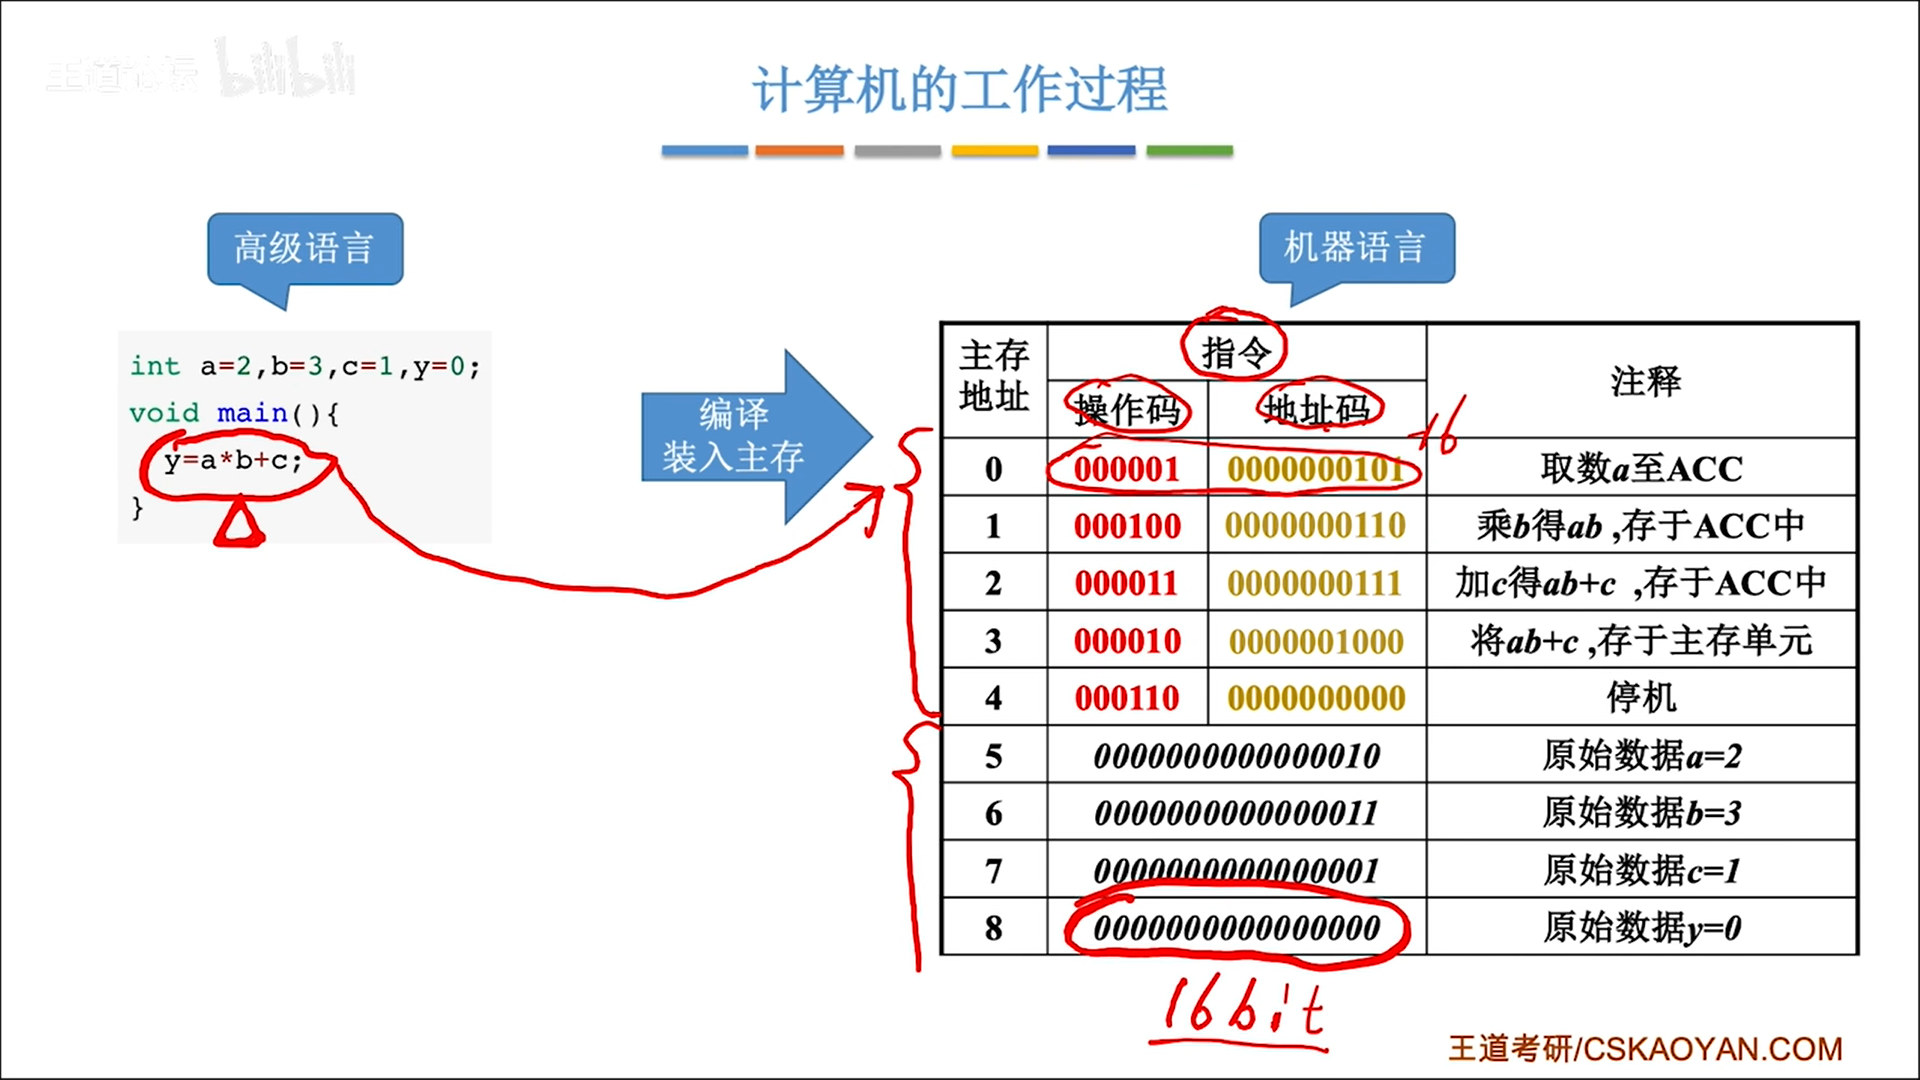 王道论坛 bilibili
计算机的工作过程
高级语言
int a=2,b=3,c=1,y=0;
void main(){
y=a*b+c;
}
编译
装入主存
机器语言
主存地址 指令 注释
操作码 地址码
16
0 000001 0000000101 取数a至ACC
1 000100 0000000110 乘b得ab ,存于ACC中
2 000011 0000000111 加c得ab+c ,存于ACC中
3 000010 0000001000 将ab+c ,存于主存单元
4 000110 0000000000 停机
5 0000000000000010 原始数据a=2
6 0000000000000011 原始数据b=3
7 0000000000000001 原始数据c=1
8 0000000000000000 原始数据y=0
16bit
王道考研/CSKAOYAN.COM